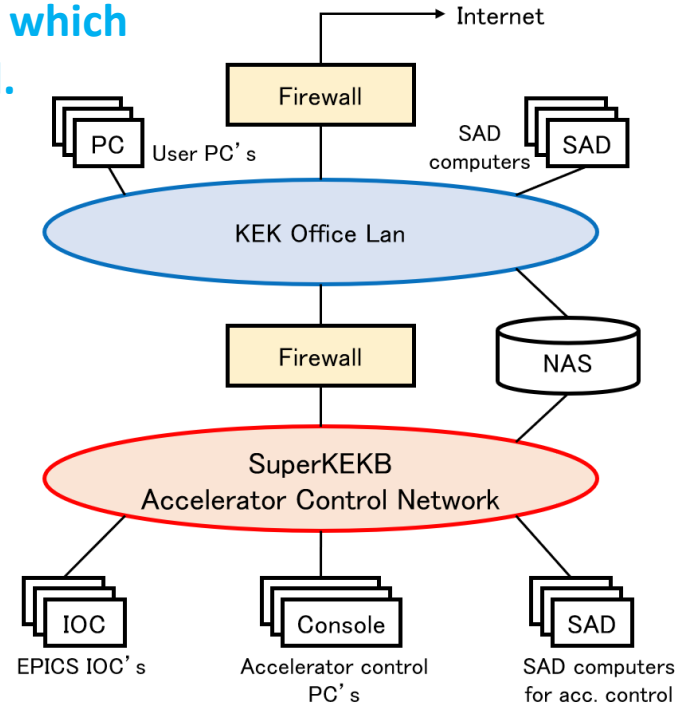 which
Internet
Firewall
PC
User PC's
SAD
computers
SAD
KEK Office Lan
Firewall
NAS
SuperKEKB
Accelerator Control Network
IOC
EPICS IOC's
Console
Accelerator control
PC's
SAD
SAD computers
for acc. control